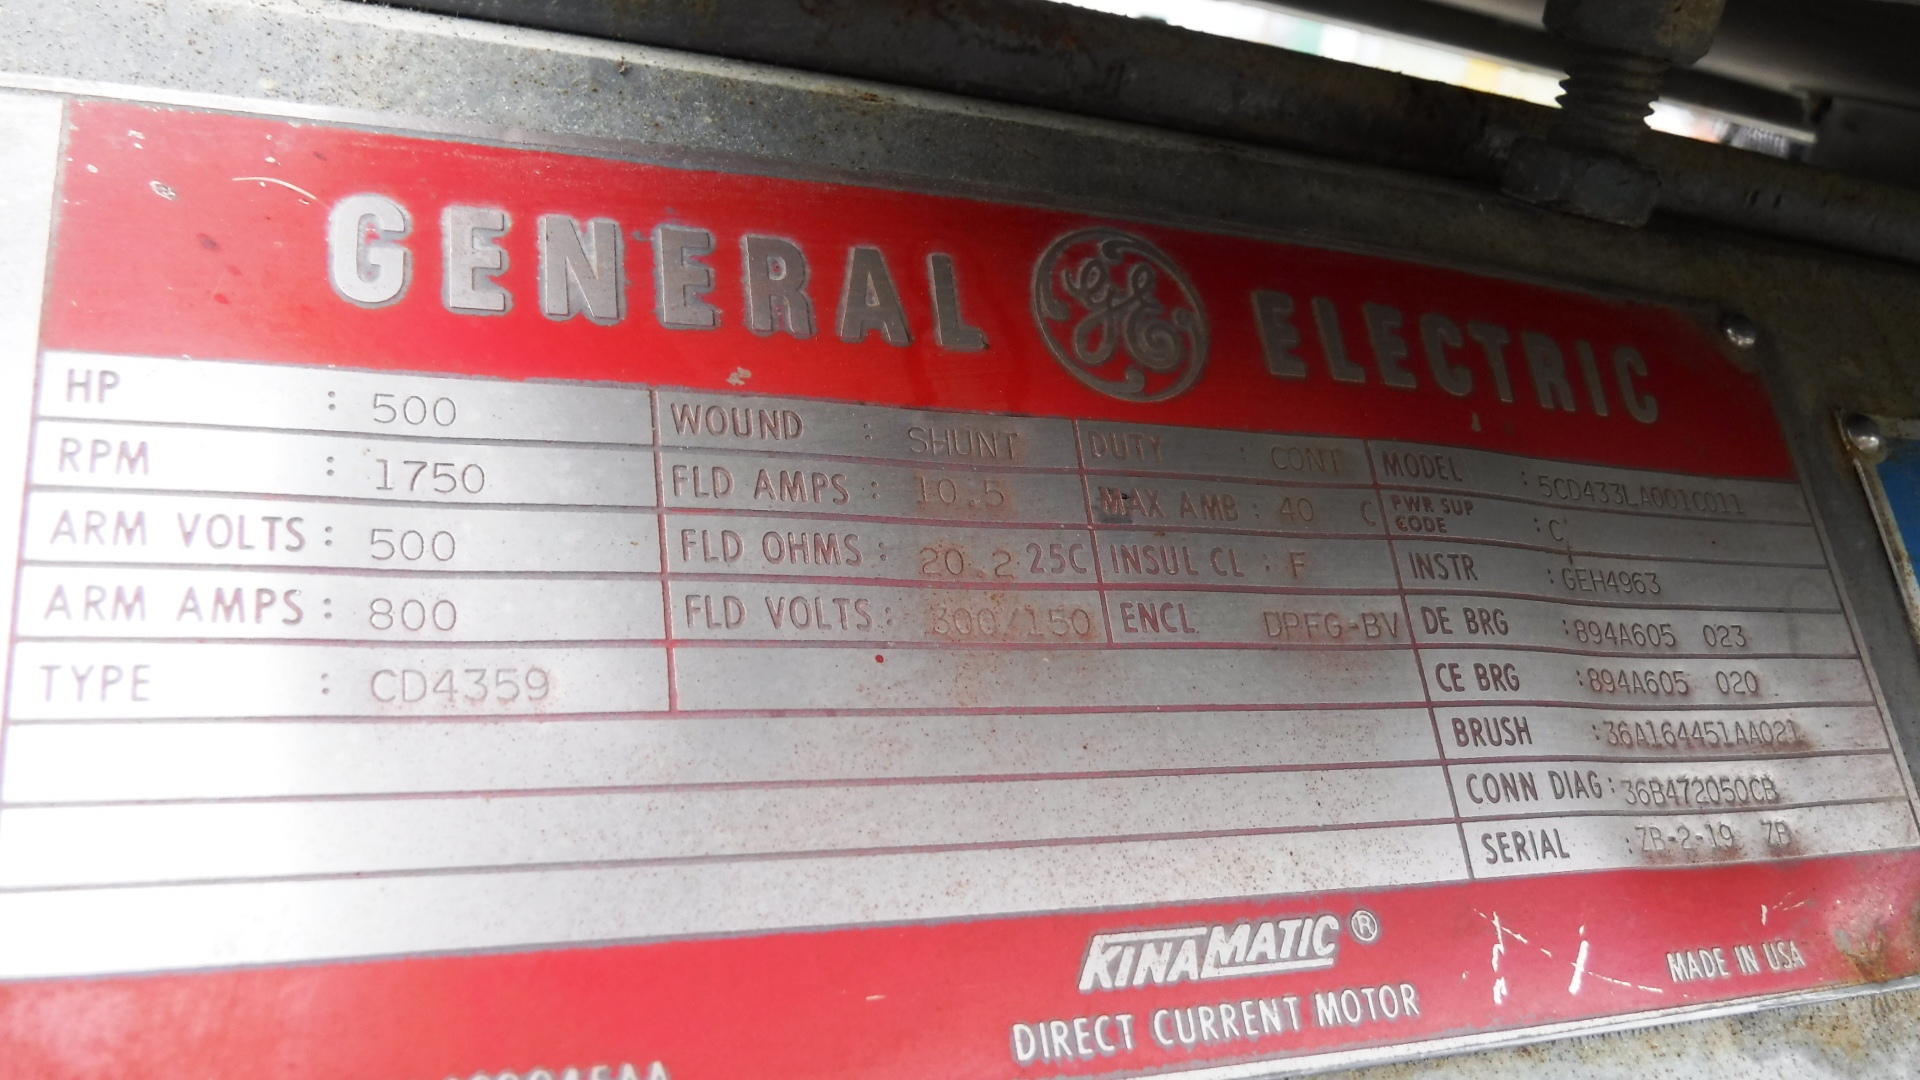 GENERAL GE ELECTRIC
HP : 500
RPM : 1750
ARM VOLTS : 500
ARM AMPS : 800
TYPE : CD4359
WOUND : SHUNT
FLD AMPS : 10.5
FLD OHMS : 20.2 25C
FLD VOLTS : 300/150
DUTY : CONT
MAX AMB : 40 C
INSUL CL : F
ENCL DPFG-BV
MODEL : 5CD433LA001C011
PWR SUP
CODE : C
INSTR : GEH4963
DE BRG : 894A605 023
CE BRG : 894A605 020
BRUSH : 36A164451AA021
CONN DIAG : 36B472050CB
SERIAL : ZB-2-19 ZB
KINAMATIC ®
DIRECT CURRENT MOTOR
MADE IN USA